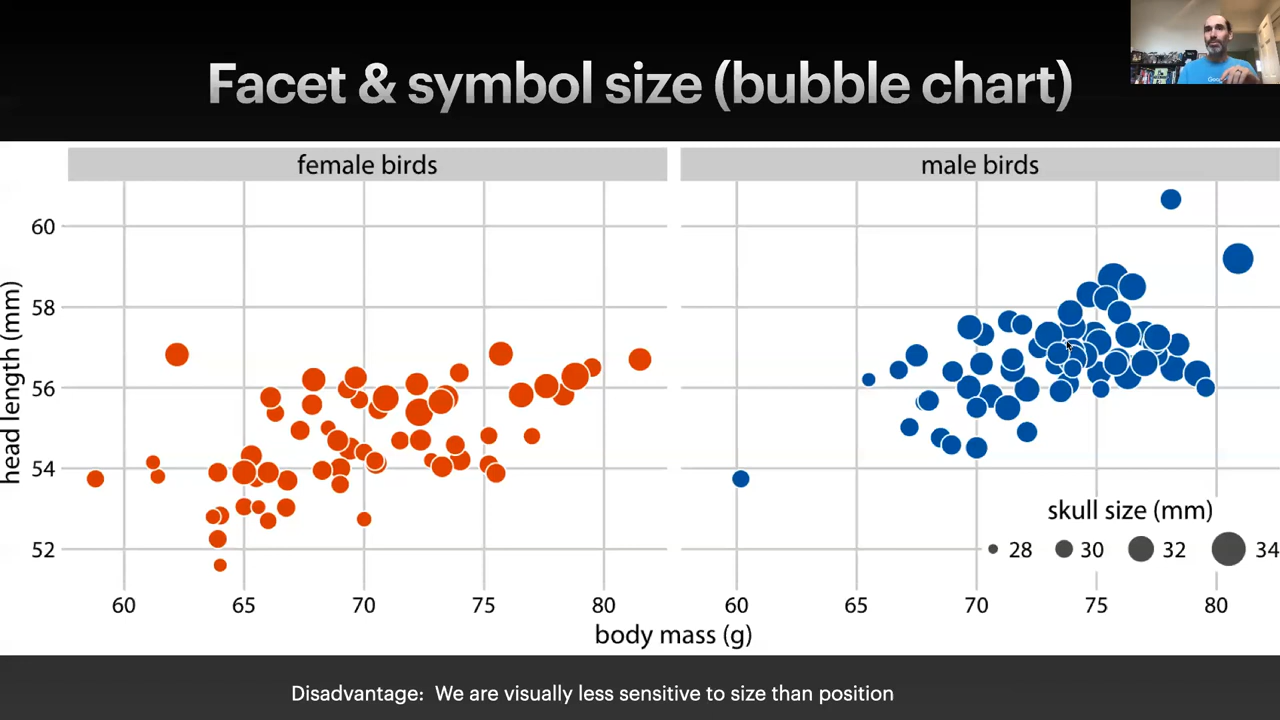 Facet & symbol size (bubble chart)
female birds
male birds
head length (mm)
60
58
56
54
52
skull size (mm)
28 30 32 34
60 65 70 75 80
60 65 70 75 80
body mass (g)
Disadvantage: We are visually less sensitive to size than position